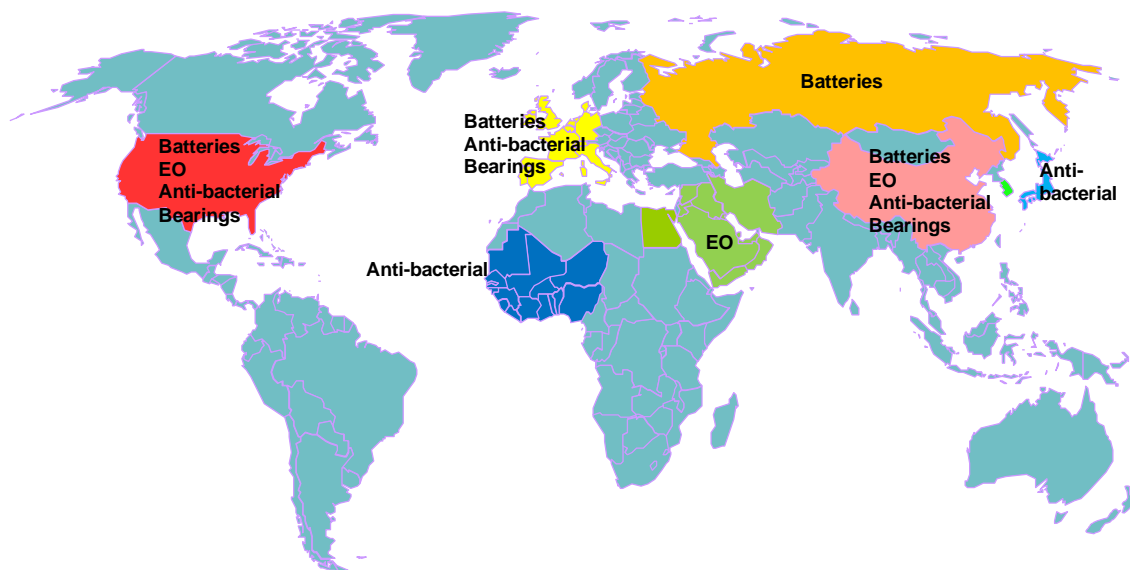 Batteries
EO
Anti-bacterial
Bearings
Batteries
Anti-bacterial
Bearings
Anti-bacterial
EO
Batteries
Batteries
EO
Anti-bacterial
Bearings
Anti-
bacterial